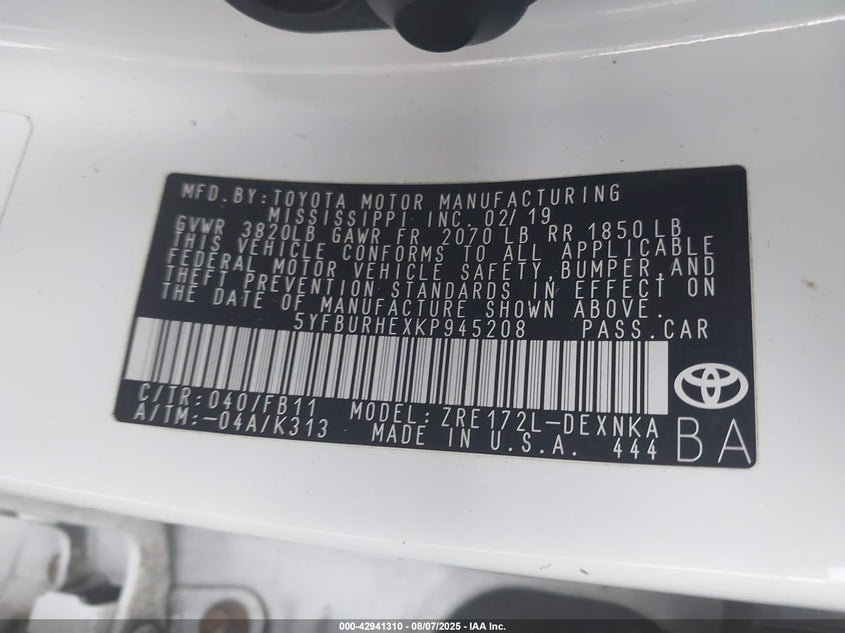 MFD. BY: TOYOTA MOTOR MANUFACTURING
MISSISSIPPI INC. 02/19
GVWR 3820LB GAWR FR 2070 LB RR 1850 LB
THIS VEHICLE CONFORMS TO ALL APPLICABLE
FEDERAL MOTOR VEHICLE SAFETY, BUMPER, AND
THEFT PREVENTION STANDARDS IN EFFECT ON
THE DATE OF MANUFACTURE SHOWN ABOVE.
5YFBURHEXKP945208 PASS. CAR
C/TR: 040/FB11 MODEL: ZRE172L-DEXNKA
A/TM: -04A/K313 MADE IN U.S.A. 444 BA
000-42941310 - 08/07/2025 - IAA Inc.